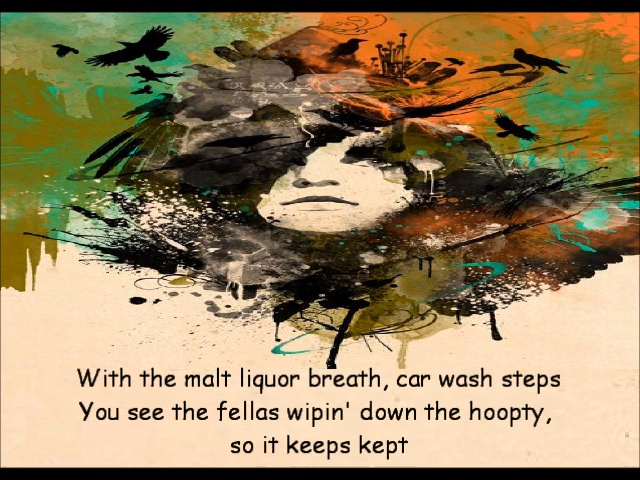 With the malt liquor breath, car wash steps
You see the fellas wipin' down the hoopty,
so it keeps kept